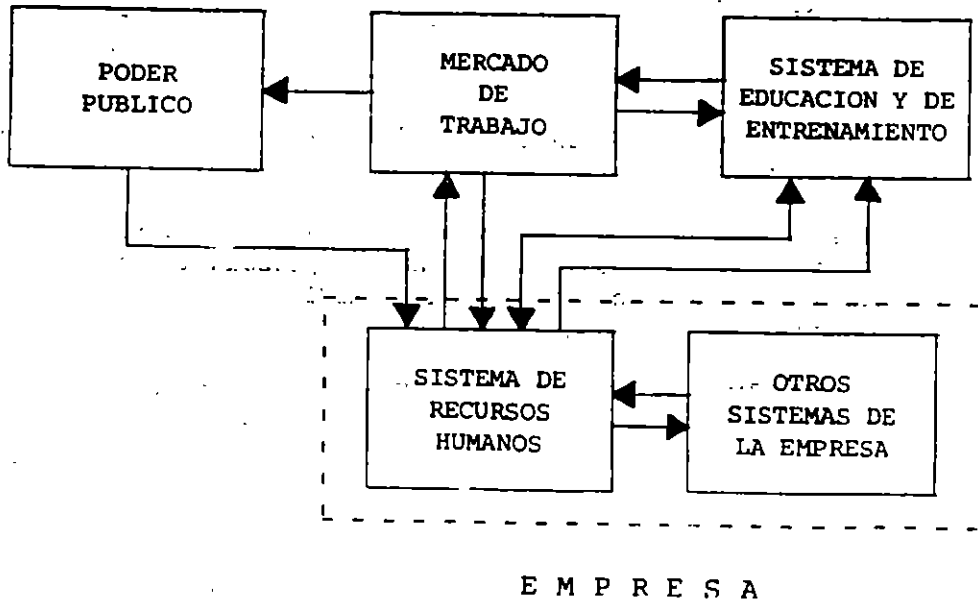 PODER
PUBLICO
MERCADO
DE
TRABAJO
SISTEMA DE
EDUCACION Y DE
ENTRENAMIENTO
SISTEMA DE
RECURSOS
HUMANOS
OTROS
SISTEMAS DE
LA EMPRESA
E M P R E S A